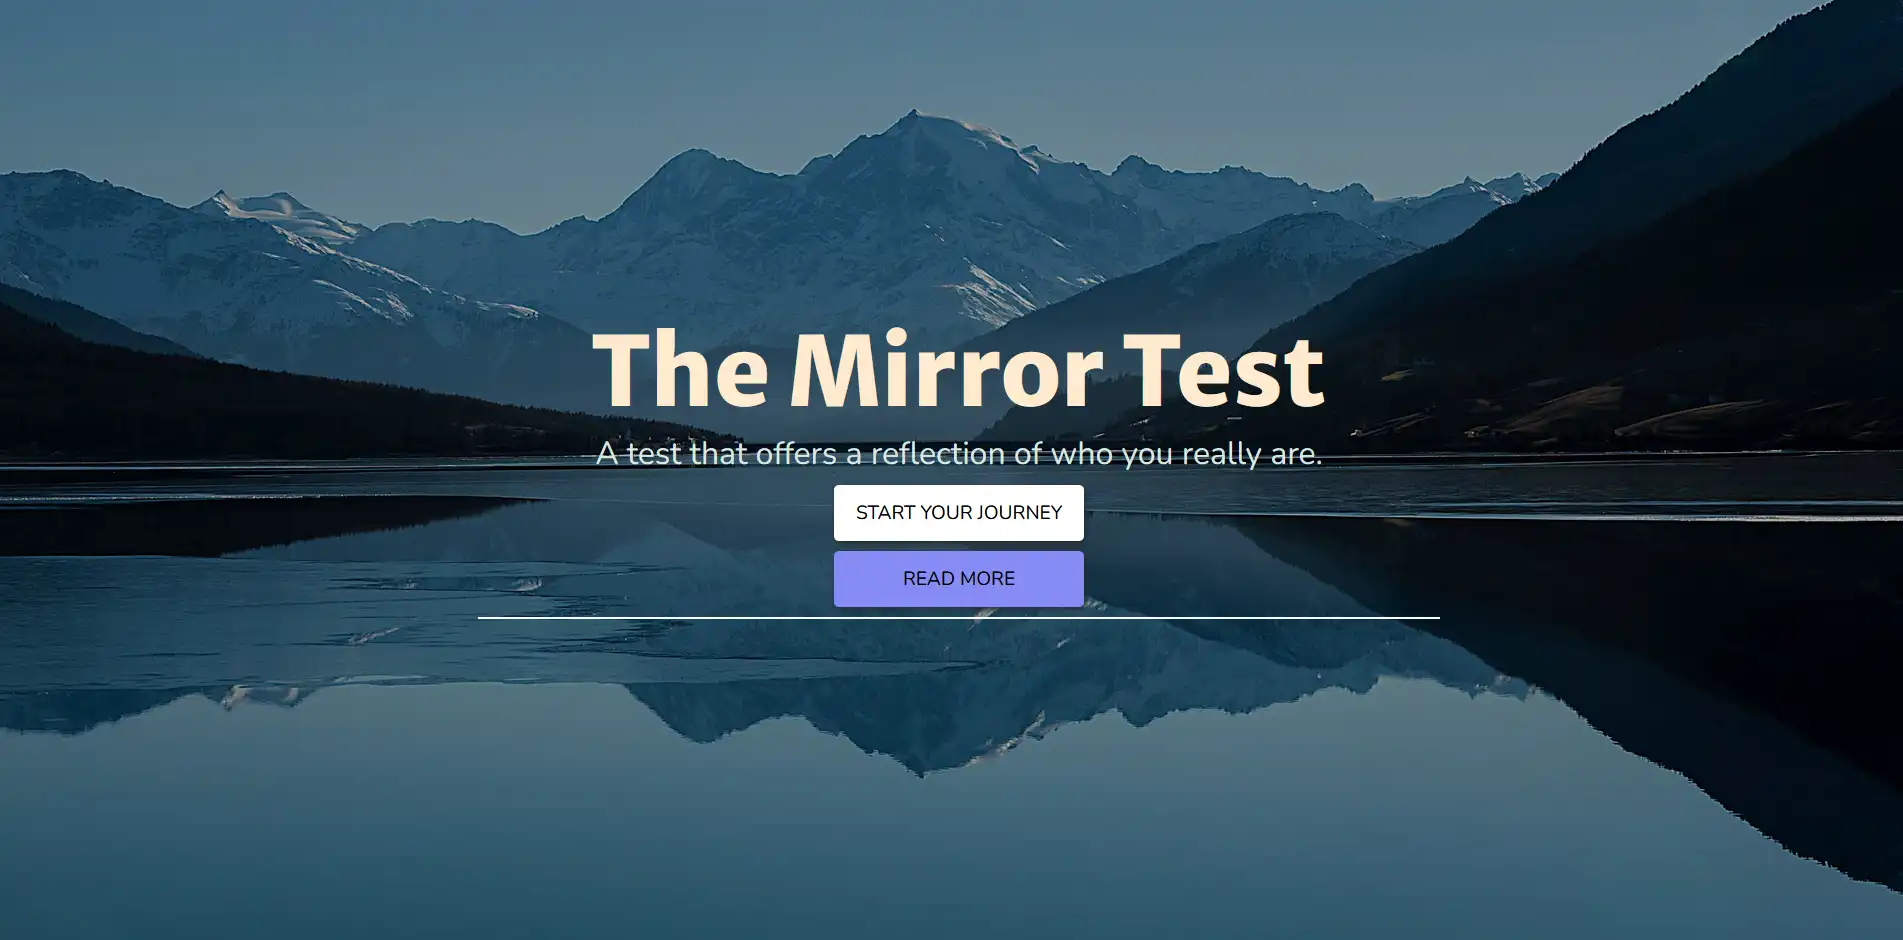 The Mirror Test
A test that offers a reflection of who you really are.
START YOUR JOURNEY
READ MORE